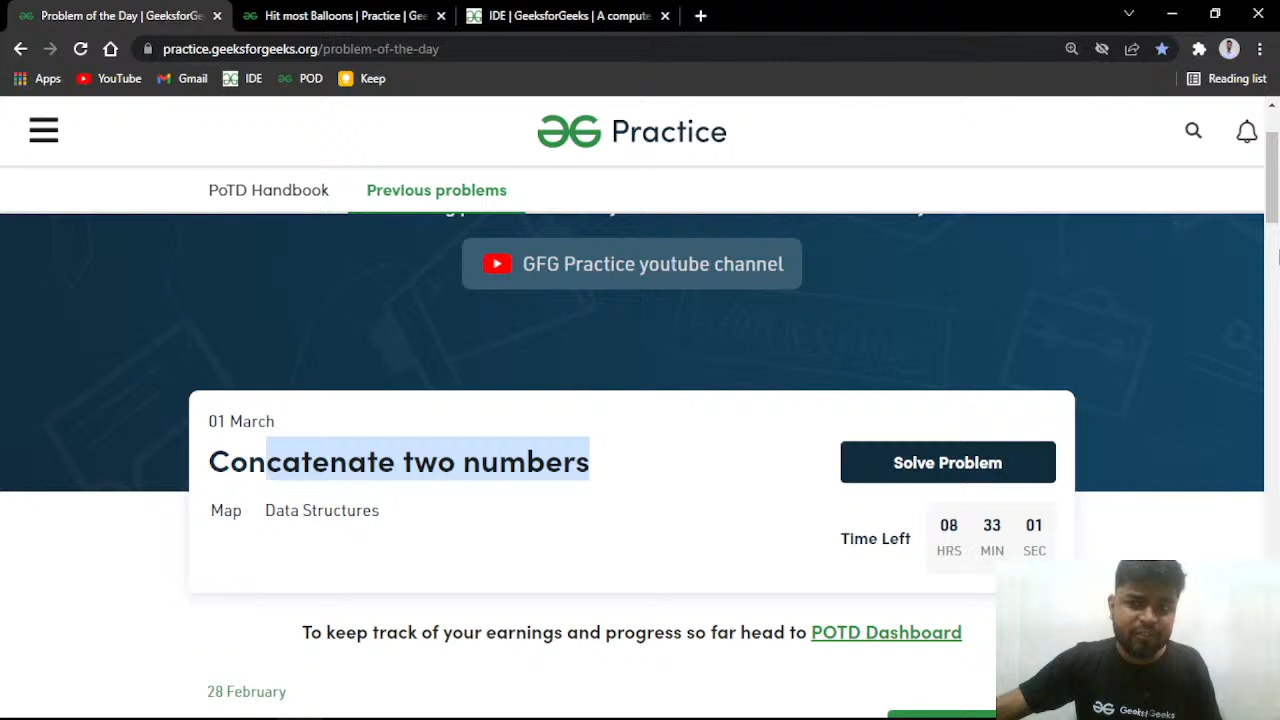 Problem of the Day | GeeksforG
Hit most Balloons | Practice | Gee
IDE | GeeksforGeeks | A compute
practice.geeksforgeeks.org/problem-of-the-day
Apps
YouTube
Gmail
IDE
POD
Keep
Reading list
Practice
PoTD Handbook
Previous problems
GFG Practice youtube channel
01 March
Concatenate two numbers
Solve Problem
Map
Data Structures
Time Left
08
33
01
HRS
MIN
SEC
To keep track of your earnings and progress so far head to POTD Dashboard
28 February
GeeksforGeeks